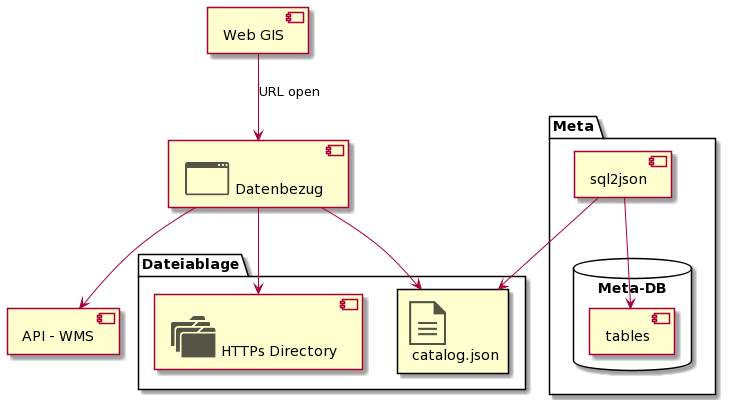 Web GIS
URL open
Meta
sql2json
Datenbezug
Dateiablage
Meta-DB
HTTPs Directory
catalog.json
API - WMS
tables